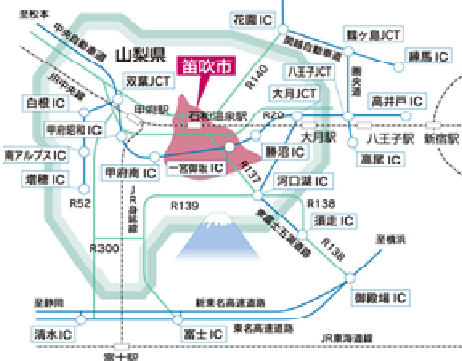 至松本
花園IC
関越自動車道
鶴ヶ島JCT
練馬IC
中央自動車道
山梨県
笛吹市
R140
八王子JCT
圏央道
JR中央線
双葉JCT
大月JCT
高井戸IC
白根IC
甲府駅
石和温泉駅
R20
甲府昭和IC
大月駅
八王子駅
新宿駅
南アルプスIC
勝沼IC
高尾IC
増穂IC
甲府南IC
一宮御坂IC
R137
河口湖IC
R52
JR身延線
R139
R138
須走IC
東富士五湖道路
R138
至横浜
R300
御殿場IC
至静岡
新東名高速道路
清水IC
富士IC
東名高速道路
JR東海道線
富士駅